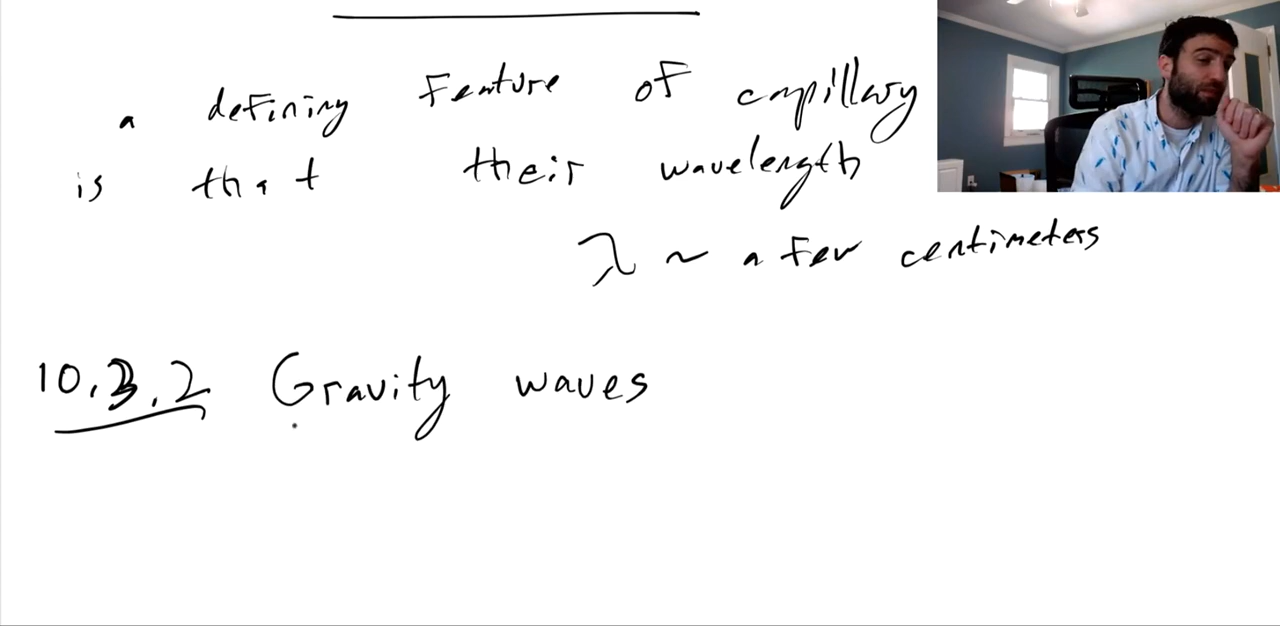 a defining feature of capillary
is that their wavelength
λ ~ a few centimeters
10.3.2 Gravity waves